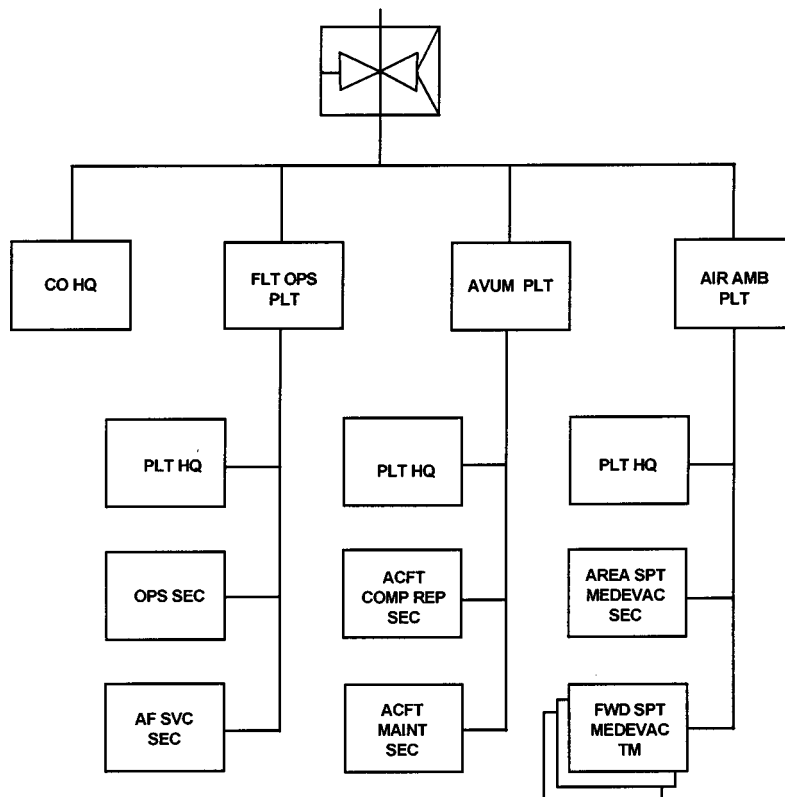 CO HQ
FLT OPS
PLT
AVUM PLT
AIR AMB
PLT
PLT HQ
PLT HQ
PLT HQ
OPS SEC
ACFT
COMP REP
SEC
AREA SPT
MEDEVAC
SEC
AF SVC
SEC
ACFT
MAINT
SEC
FWD SPT
MEDEVAC
TM